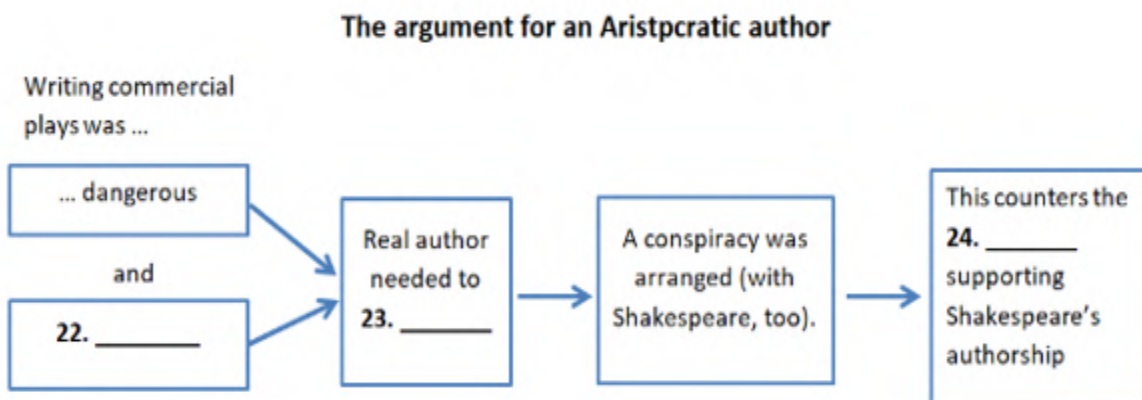 The argument for an Aristpcratic author
Writing commercial
plays was ...
... dangerous
and
22. ________
Real author
needed to
23. _______
A conspiracy was
arranged (with
Shakespeare, too).
This counters the
24. _______
supporting
Shakespeare's
authorship